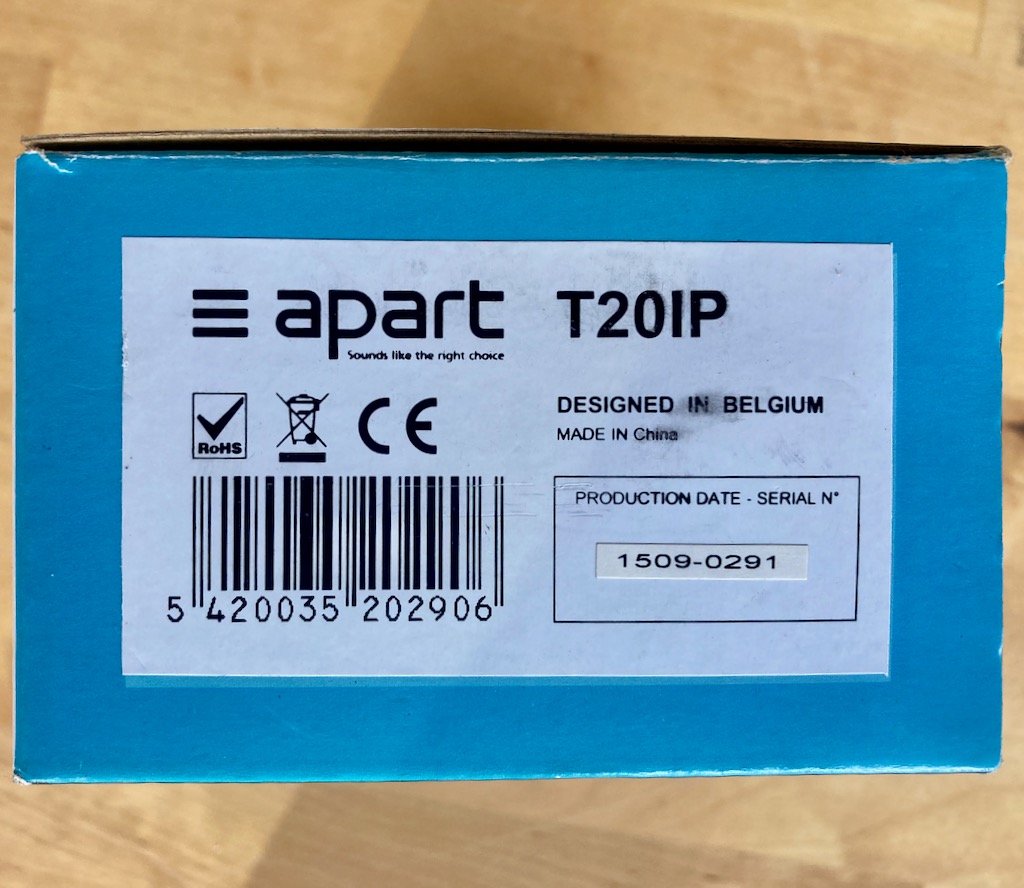 apart
Sounds like the right choice
T20IP
RoHS
CE
DESIGNED IN BELGIUM
MADE IN China
PRODUCTION DATE - SERIAL N°
1509-0291
5 420035 202906